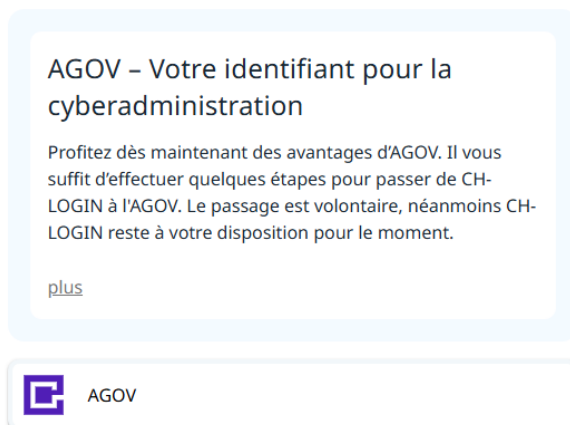 AGOV – Votre identifiant pour la
cyberadministration
Profitez dès maintenant des avantages d'AGOV. Il vous
suffit d'effectuer quelques étapes pour passer de CH-
LOGIN à l'AGOV. Le passage est volontaire, néanmoins CH-
LOGIN reste à votre disposition pour le moment.
plus
AGOV